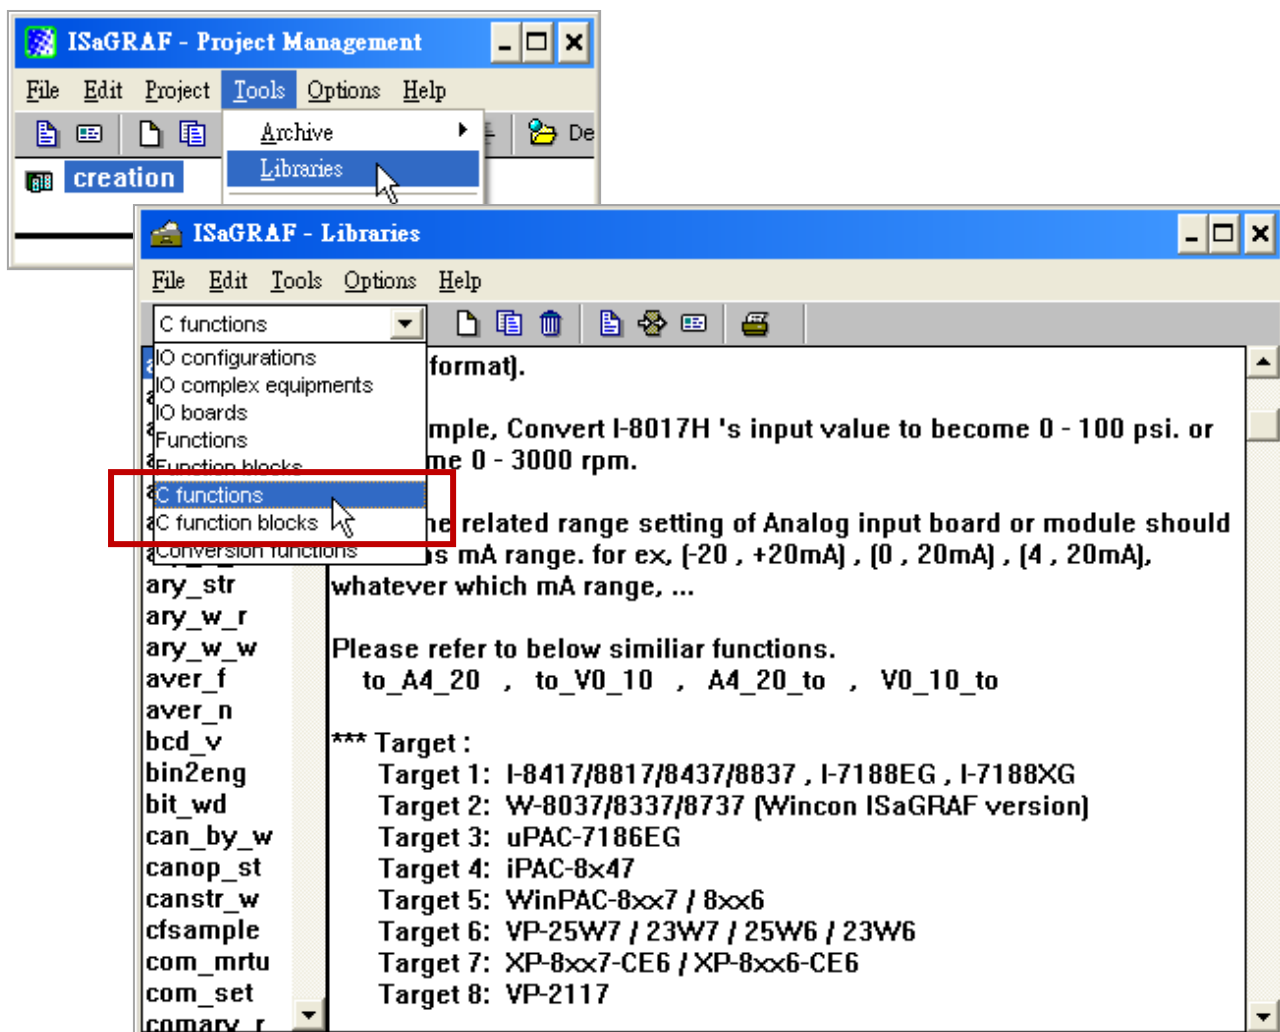 ISaGRAF - Project Management
File Edit Project Tools Options Help
De
Archive
Libraries
creation
ISaGRAF - Libraries
File Edit Tools Options Help
C functions
IO configurations
IO complex equipments
IO boards
Functions
Function blocks
C functions
C function blocks
Conversion functions
ary_str
ary_w_r
ary_w_w
aver_f
aver_n
bcd_v
bin2eng
bit_wd
can_by_w
canop_st
canstr_w
cfsample
com_mrtu
com_set
comary_r
format).
mple, Convert I-8017H 's input value to become 0 - 100 psi. or
me 0 - 3000 rpm.
ne related range setting of Analog input board or module should
s mA range. for ex, (-20 , +20mA) , (0 , 20mA) , (4 , 20mA),
whatever which mA range, ...
Please refer to below similiar functions.
to_A4_20 , to_V0_10 , A4_20_to , V0_10_to
*** Target :
Target 1: I-8417/8817/8437/8837 , I-7188EG , I-7188XG
Target 2: W-8037/8337/8737 (Wincon ISaGRAF version)
Target 3: uPAC-7186EG
Target 4: iPAC-8x47
Target 5: WinPAC-8xx7 / 8xx6
Target 6: VP-25W7 / 23W7 / 25W6 / 23W6
Target 7: XP-8xx7-CE6 / XP-8xx6-CE6
Target 8: VP-2117